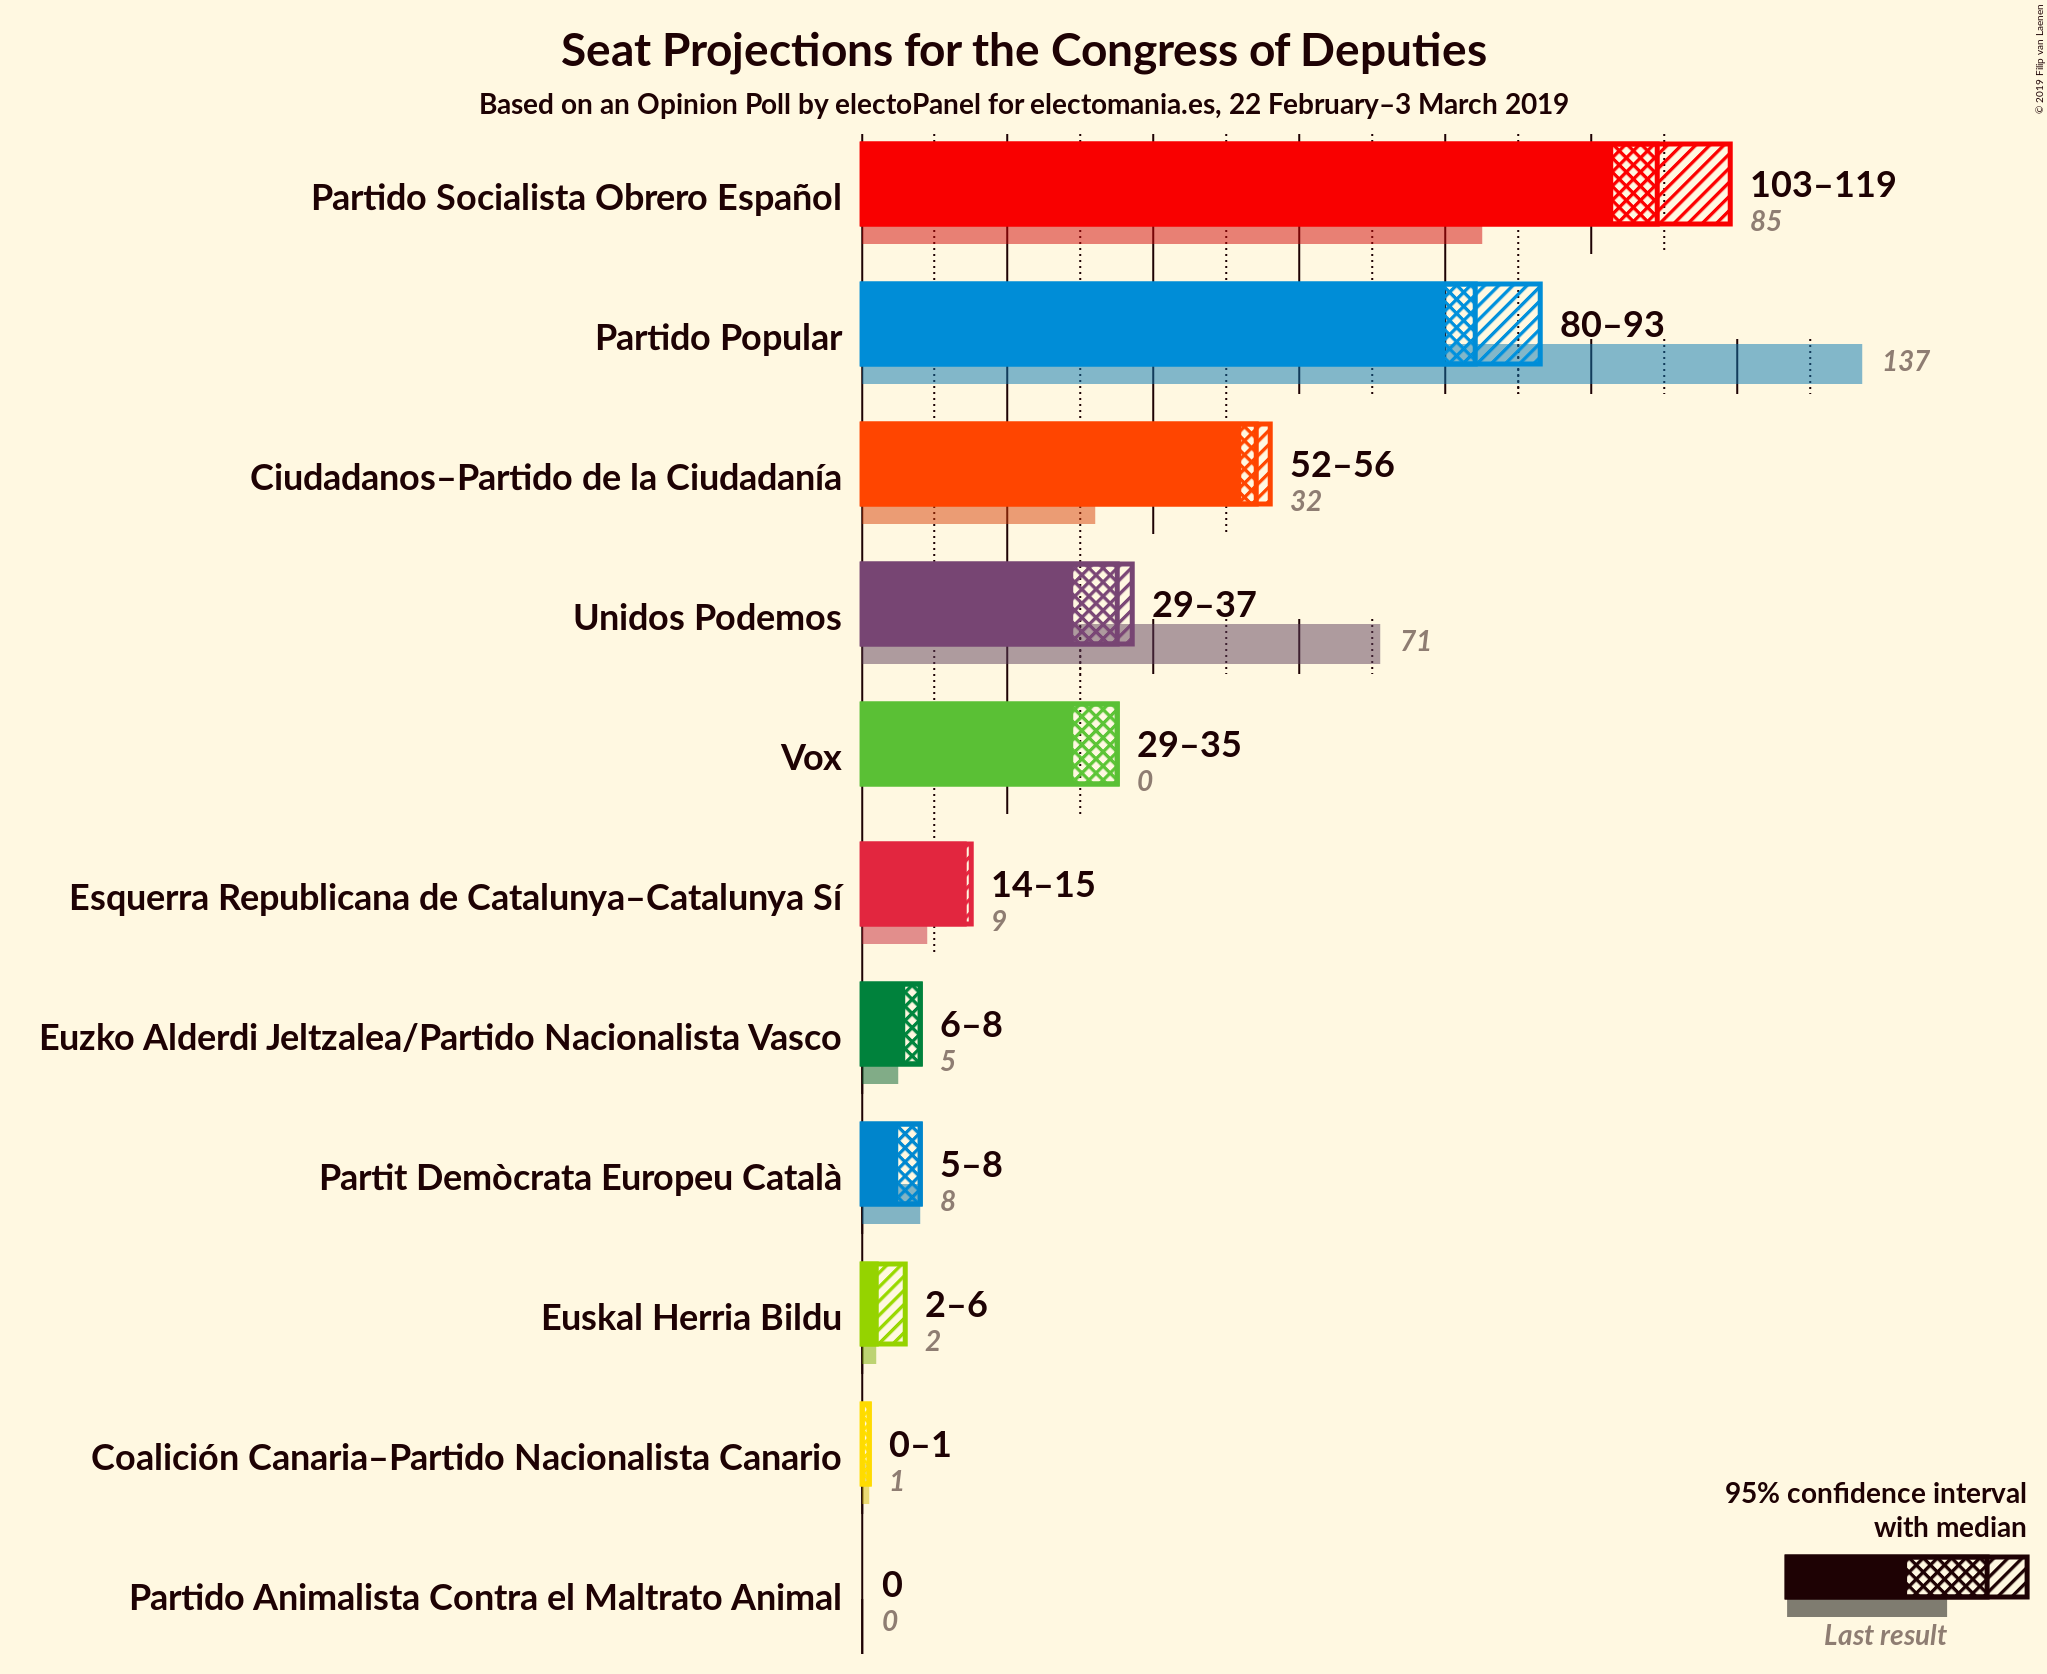 Seat Projections for the Congress of Deputies
Based on an Opinion Poll by electoPanel for electomania.es, 22 February–3 March 2019
© 2019 Filip van Laenen
Partido Socialista Obrero Español
103–119
85
Partido Popular
80–93
137
Ciudadanos–Partido de la Ciudadanía
52–56
32
Unidos Podemos
29–37
71
Vox
29–35
0
Esquerra Republicana de Catalunya–Catalunya Sí
14–15
9
Euzko Alderdi Jeltzalea/Partido Nacionalista Vasco
6–8
5
Partit Demòcrata Europeu Català
5–8
8
Euskal Herria Bildu
2–6
2
Coalición Canaria–Partido Nacionalista Canario
0–1
1
Partido Animalista Contra el Maltrato Animal
0
0
95% confidence interval
with median
Last result